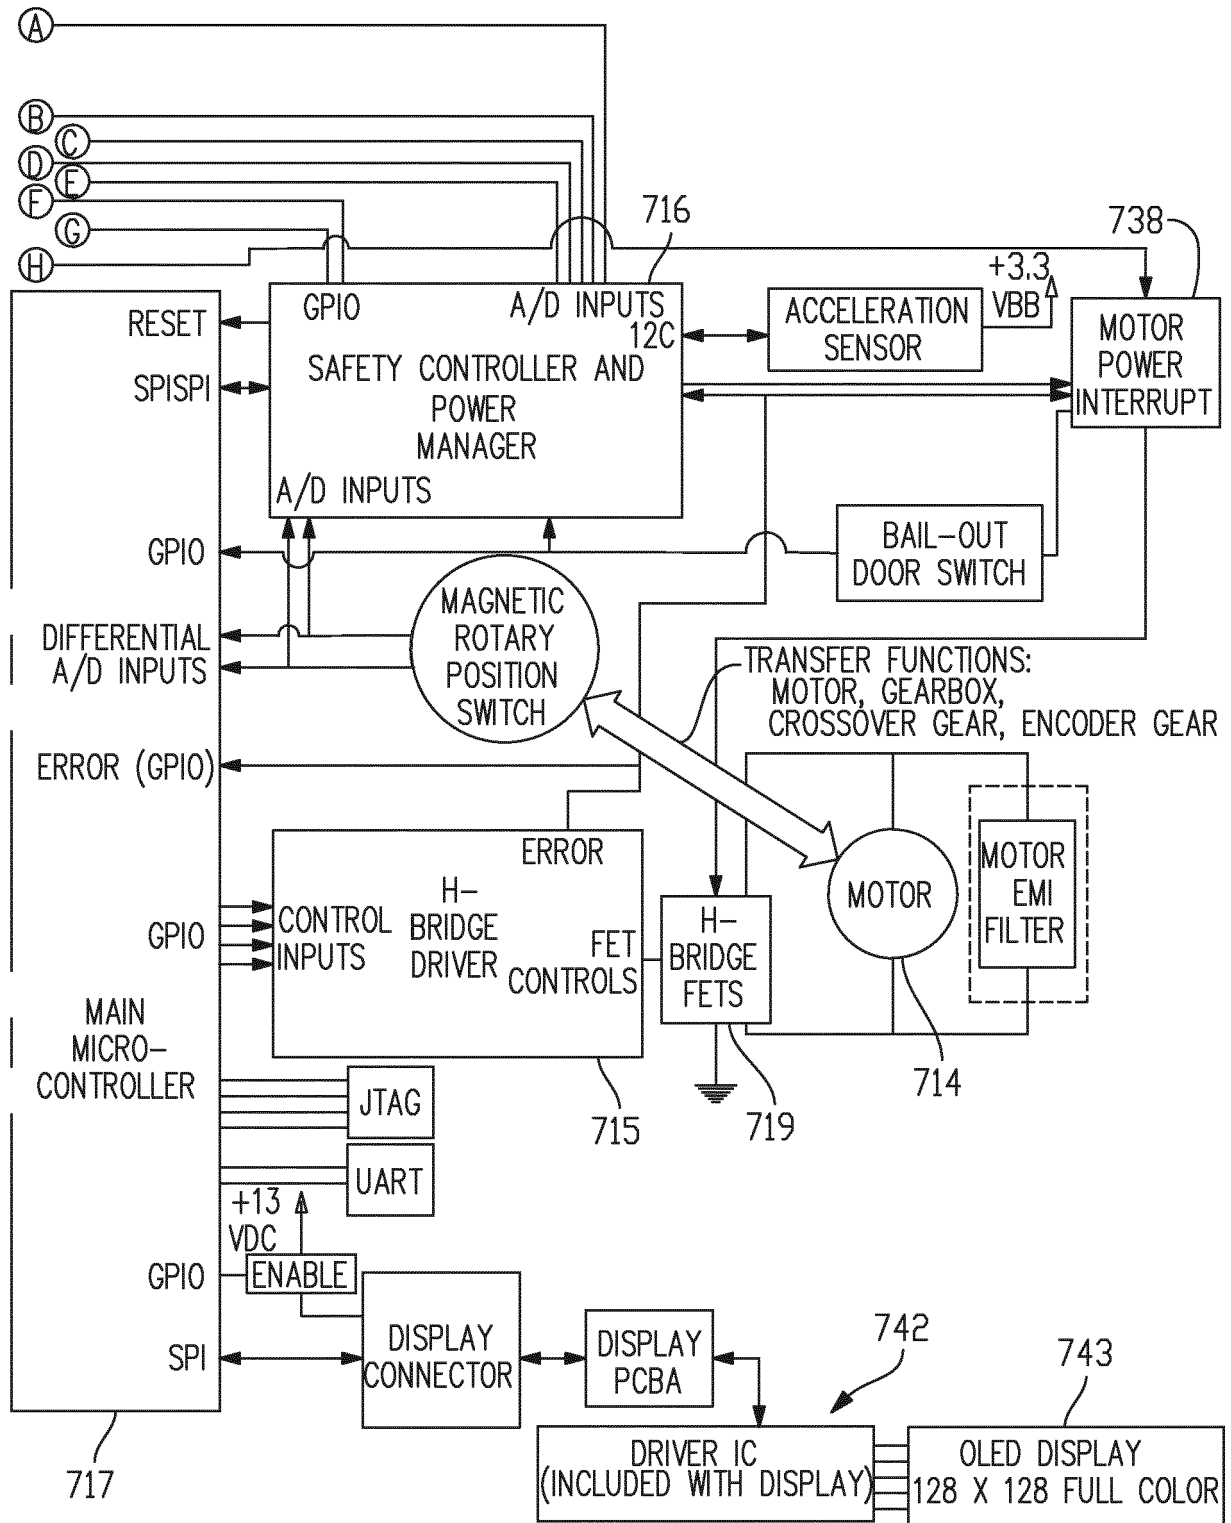 A
B
C
D
E
F
G
H
716
738
+3.3
VBB
RESET
SPISPI
GPIO
A/D INPUTS
12C
SAFETY CONTROLLER AND
POWER
MANAGER
A/D INPUTS
ACCELERATION
SENSOR
MOTOR
POWER
INTERRUPT
GPIO
BAIL-OUT
DOOR SWITCH
DIFFERENTIAL
A/D INPUTS
MAGNETIC
ROTARY
POSITION
SWITCH
TRANSFER FUNCTIONS:
MOTOR, GEARBOX,
CROSSOVER GEAR, ENCODER GEAR
ERROR (GPIO)
ERROR
H-
BRIDGE
DRIVER
CONTROL
INPUTS
FET
CONTROLS
GPIO
H-
BRIDGE
FETS
MOTOR
MOTOR
EMI
FILTER
MAIN
MICRO-
CONTROLLER
JTAG
UART
715
719
714
+13
VDC
GPIO
ENABLE
SPI
DISPLAY
CONNECTOR
DISPLAY
PCBA
742
743
DRIVER IC
(INCLUDED WITH DISPLAY)
OLED DISPLAY
128 X 128 FULL COLOR
717